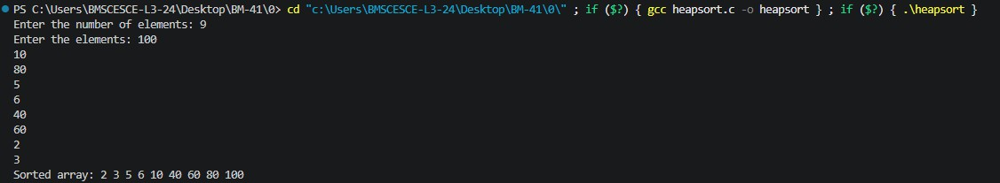 PS C:\Users\BMSCESCE-L3-24\Desktop\BM-41\0> cd "c:\Users\BMSCESCE-L3-24\Desktop\BM-41\0\" ; if ($?) { gcc heapsort.c -o heapsort } ; if ($?) { .\heapsort }
Enter the number of elements: 9
Enter the elements: 100
10
80
5
6
40
60
2
3
Sorted array: 2 3 5 6 10 40 60 80 100